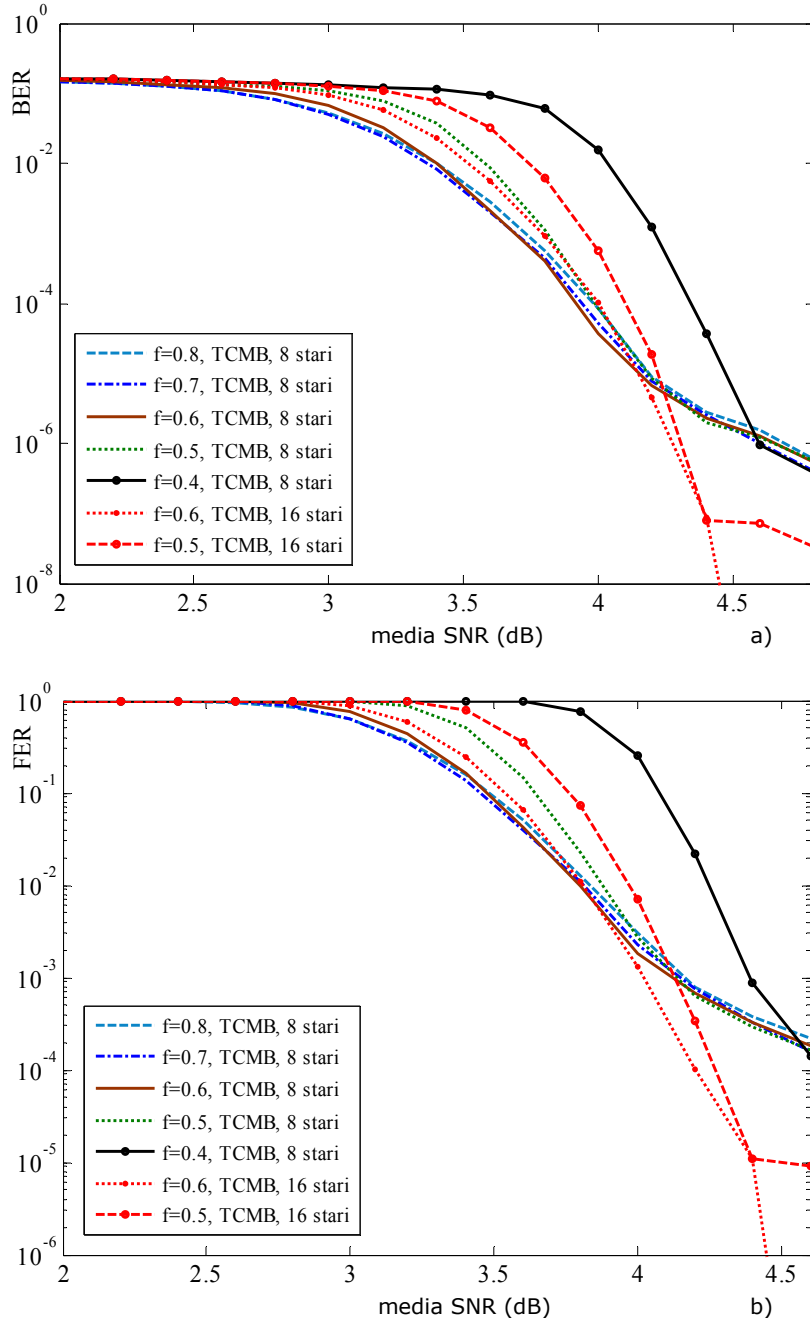 10^0
BER
10^-2
10^-4
f=0.8, TCMB, 8 stari
f=0.7, TCMB, 8 stari
f=0.6, TCMB, 8 stari
f=0.5, TCMB, 8 stari
10^-6
f=0.4, TCMB, 8 stari
f=0.6, TCMB, 16 stari
f=0.5, TCMB, 16 stari
10^-8
2 2.5 3 3.5 4 4.5
media SNR (dB) a)
10^0
FER
10^-1
10^-2
10^-3
f=0.8, TCMB, 8 stari
f=0.7, TCMB, 8 stari
10^-4
f=0.6, TCMB, 8 stari
f=0.5, TCMB, 8 stari
f=0.4, TCMB, 8 stari
10^-5
f=0.6, TCMB, 16 stari
f=0.5, TCMB, 16 stari
10^-6
2 2.5 3 3.5 4 4.5
media SNR (dB) b)